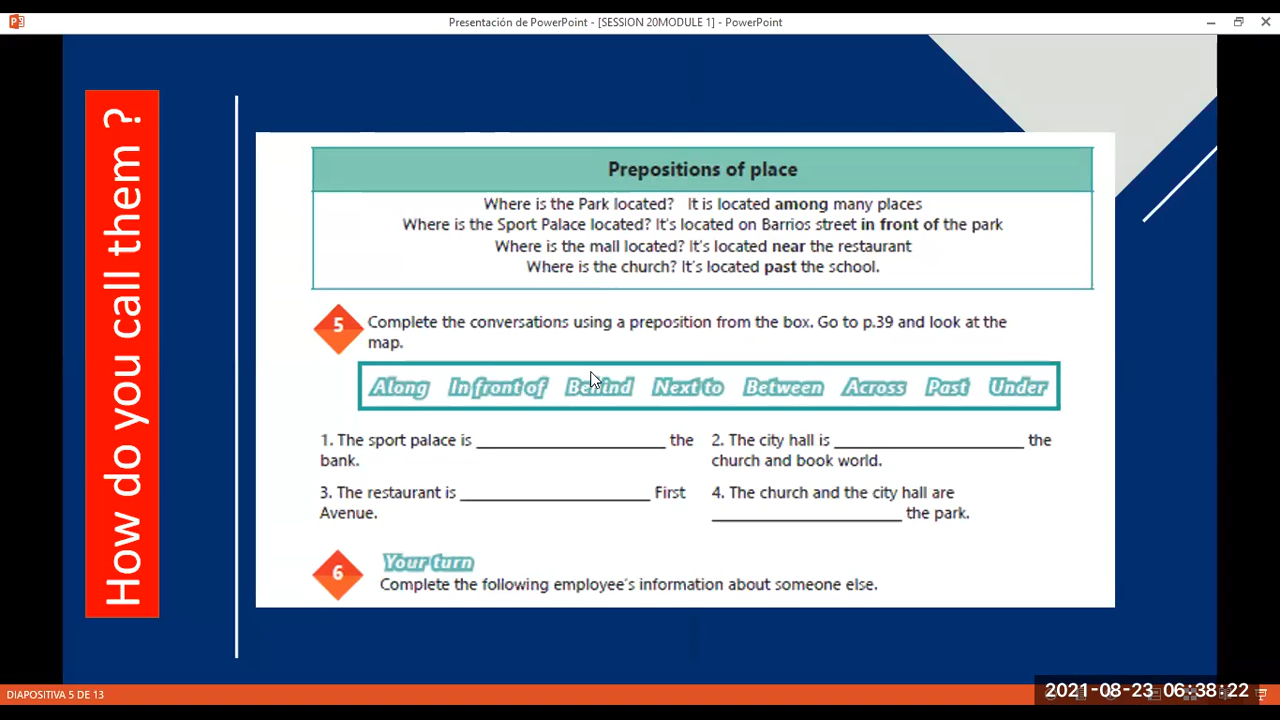 Presentación de PowerPoint - [SESSION 20MODULE 1] - PowerPoint
How do you call them ?
Prepositions of place
Where is the Park located? It is located among many places
Where is the Sport Palace located? It's located on Barrios street in front of the park
Where is the mall located? It's located near the restaurant
Where is the church? It's located past the school.
5
Complete the conversations using a preposition from the box. Go to p.39 and look at the
map.
Along In front of Behind Next to Between Across Past Under
1. The sport palace is ____________________ the
bank.
2. The city hall is ____________________ the
church and book world.
3. The restaurant is ____________________ First
Avenue.
4. The church and the city hall are
____________________ the park.
6
Your turn
Complete the following employee's information about someone else.
DIAPOSITIVA 5 DE 13
2021-08-23 06:38:22